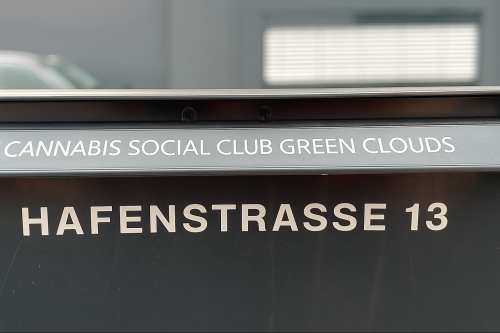 CANNABIS SOCIAL CLUB GREEN CLOUDS
HAFENSTRASSE 13